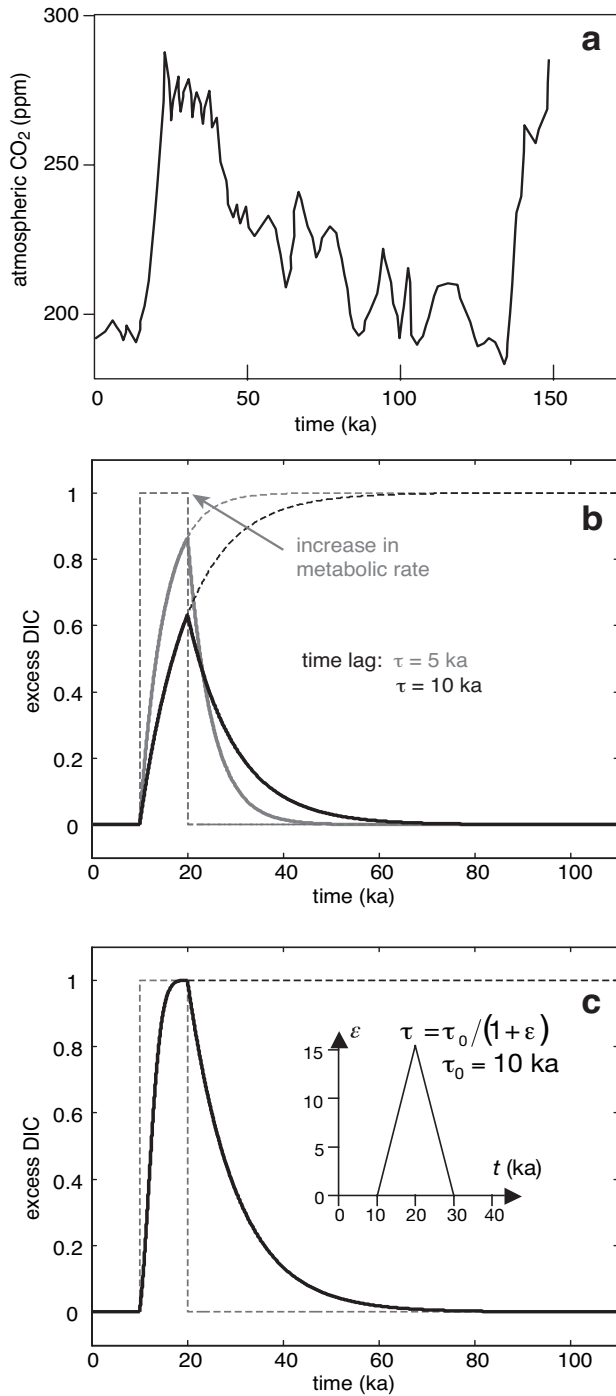 300
a
250
200
atmospheric CO₂ (ppm)
0 50 100 150
time (ka)
b
1
0.8
0.6
0.4
0.2
0
excess DIC
increase in
metabolic rate
time lag: τ = 5 ka
τ = 10 ka
0 20 40 60 80 100
time (ka)
c
1
0.8
0.6
0.4
0.2
0
excess DIC
ε
τ = τ₀/(1+ ε)
τ₀ = 10 ka
15
10
5
0
t (ka)
0 10 20 30 40
0 20 40 60 80 100
time (ka)